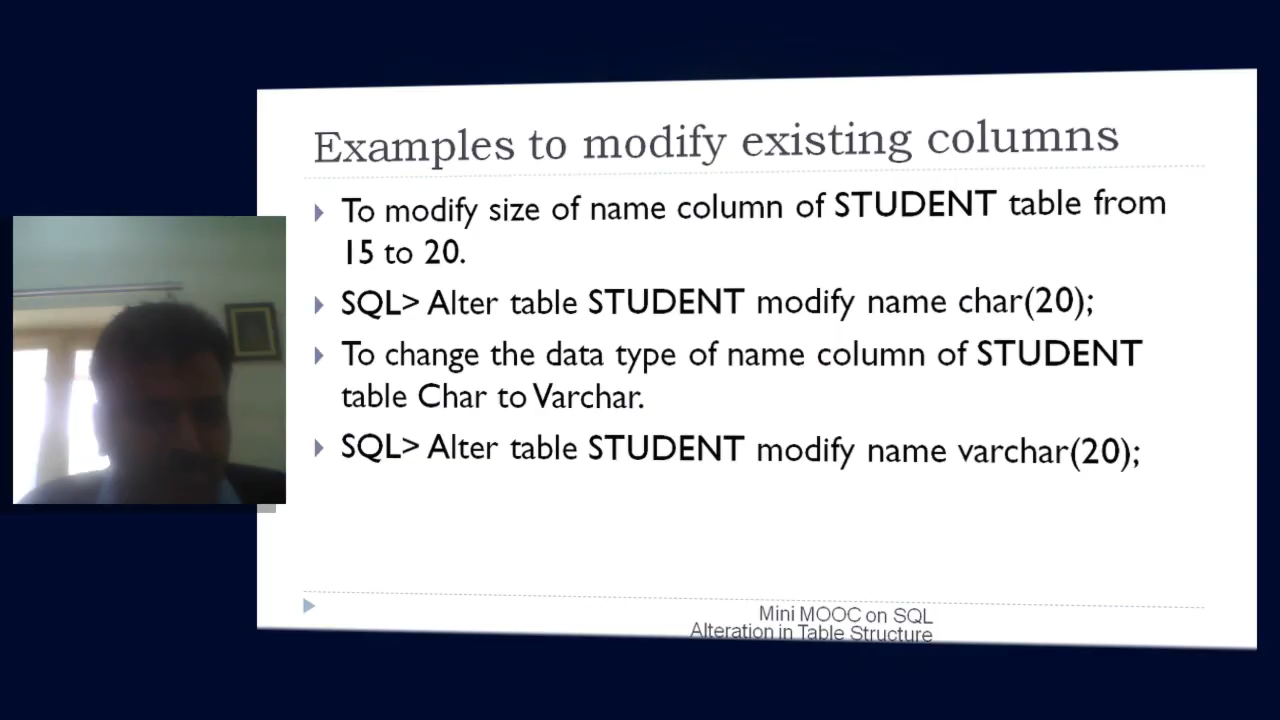 Examples to modify existing columns
To modify size of name column of STUDENT table from
15 to 20.
SQL> Alter table STUDENT modify name char(20);
To change the data type of name column of STUDENT
table Char to Varchar.
SQL> Alter table STUDENT modify name varchar(20);
Mini MOOC on SQL
Alteration in Table Structure